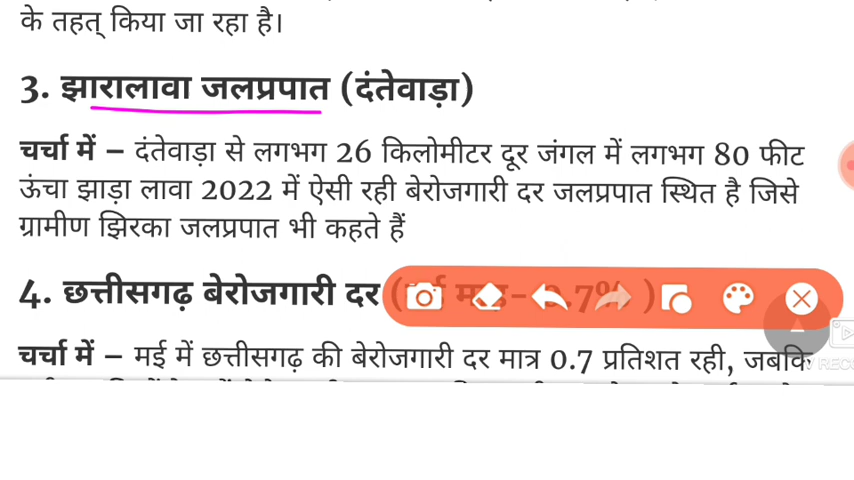 के तहत् किया जा रहा है।
3. झारालावा जलप्रपात (दंतेवाड़ा)
चर्चा में – दंतेवाड़ा से लगभग 26 किलोमीटर दूर जंगल में लगभग 80 फीट
ऊंचा झाड़ा लावा 2022 में ऐसी रही बेरोजगारी दर जलप्रपात स्थित है जिसे
ग्रामीण झिरका जलप्रपात भी कहते हैं
4. छत्तीसगढ़ बेरोजगारी दर ( - 0.7% )
चर्चा में – मई में छत्तीसगढ़ की बेरोजगारी दर मात्र 0.7 प्रतिशत रही, जबकि